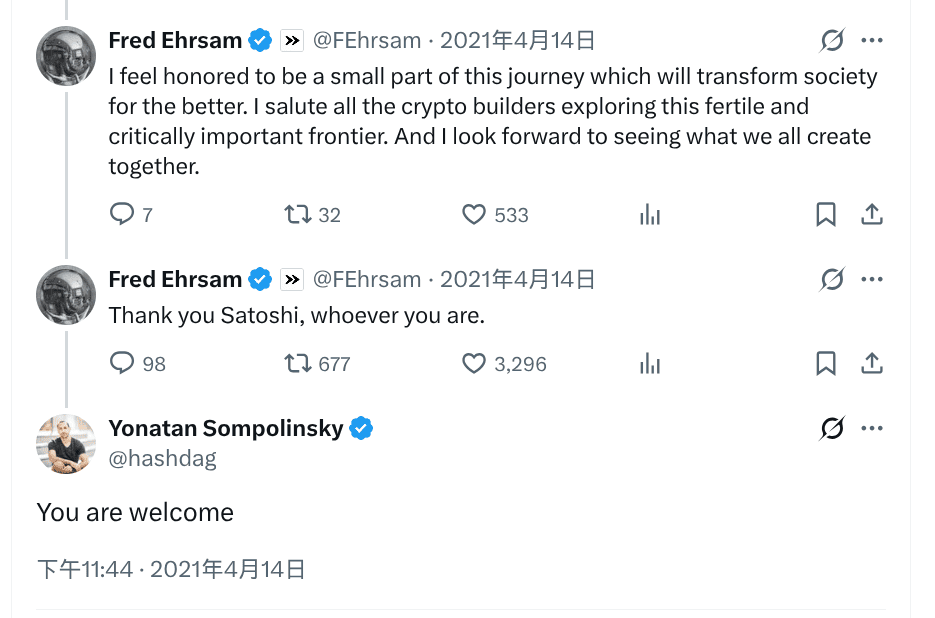 Fred Ehrsam @FEhrsam · 2021年4月14日
I feel honored to be a small part of this journey which will transform society
for the better. I salute all the crypto builders exploring this fertile and
critically important frontier. And I look forward to seeing what we all create
together.
7 32 533
Fred Ehrsam @FEhrsam · 2021年4月14日
Thank you Satoshi, whoever you are.
98 677 3,296
Yonatan Sompolinsky
@hashdag
You are welcome
下午11:44 · 2021年4月14日